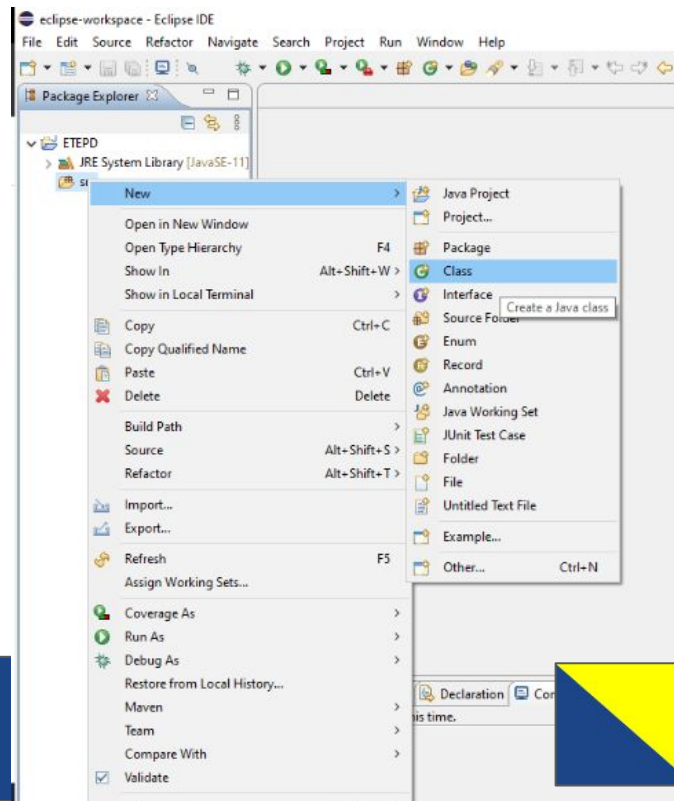 eclipse-workspace - Eclipse IDE
File Edit Source Refactor Navigate Search Project Run Window Help
Package Explorer
ETEPD
JRE System Library [JavaSE-11]
New
Open in New Window
Open Type Hierarchy F4
Show In Alt+Shift+W >
Show in Local Terminal
Copy Ctrl+C
Copy Qualified Name
Paste Ctrl+V
Delete Delete
Build Path
Source Alt+Shift+S >
Refactor Alt+Shift+T >
Import...
Export...
Refresh F5
Assign Working Sets...
Coverage As
Run As
Debug As
Restore from Local History...
Maven
Team
Compare With
Validate
Java Project
Project...
Package
Class
Interface
Create a Java class
Source Folder
Enum
Record
Annotation
Java Working Set
JUnit Test Case
Folder
File
Untitled Text File
Example...
Other... Ctrl+N
Declaration
is time.